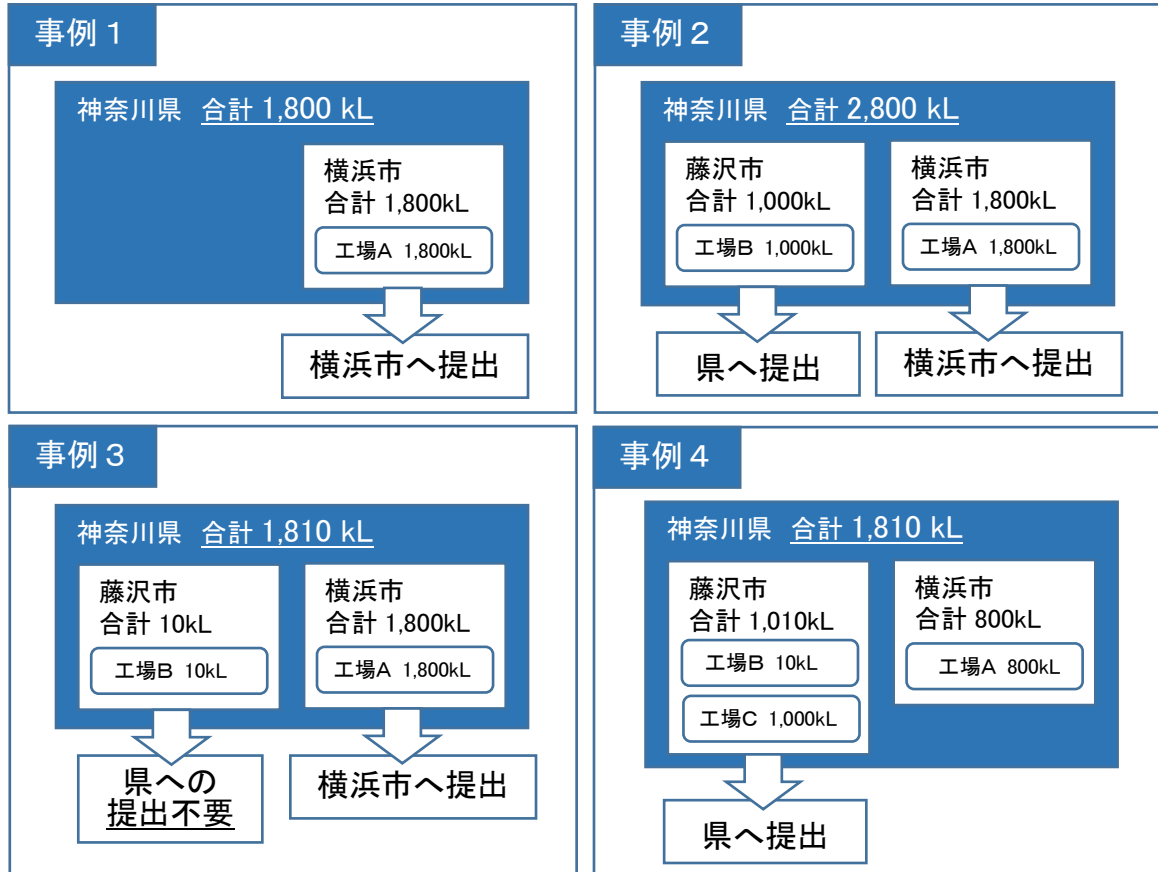 事例１
神奈川県 合計 1,800 kL
横浜市
合計 1,800kL
工場A 1,800kL
横浜市へ提出
事例２
神奈川県 合計 2,800 kL
藤沢市
合計 1,000kL
工場B 1,000kL
県へ提出
横浜市
合計 1,800kL
工場A 1,800kL
横浜市へ提出
事例３
神奈川県 合計 1,810 kL
藤沢市
合計 10kL
工場B 10kL
県への
提出不要
横浜市
合計 1,800kL
工場A 1,800kL
横浜市へ提出
事例４
神奈川県 合計 1,810 kL
藤沢市
合計 1,010kL
工場B 10kL
工場C 1,000kL
県へ提出
横浜市
合計 800kL
工場A 800kL